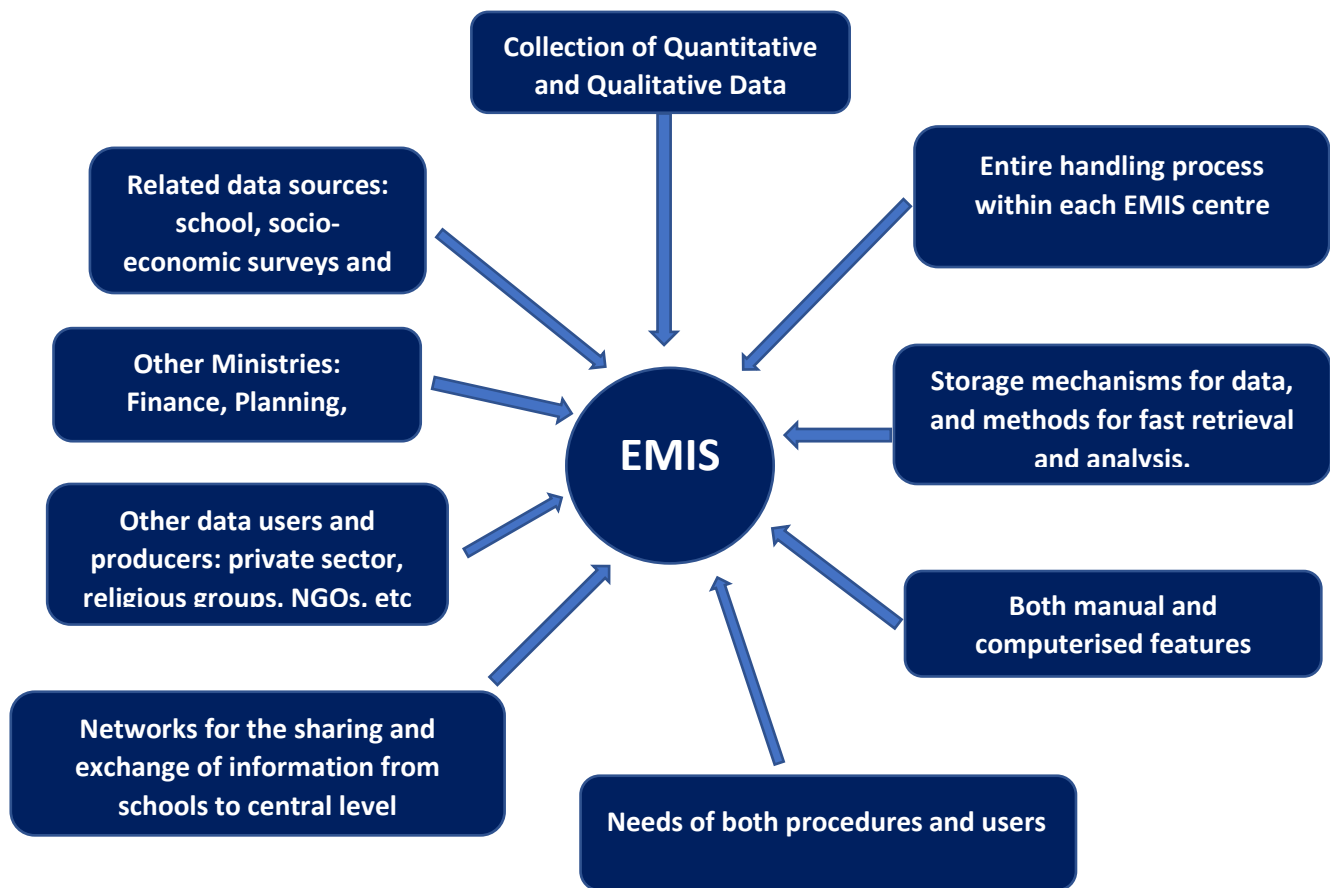 Collection of Quantitative
and Qualitative Data
Related data sources:
school, socio-
economic surveys and
Entire handling process
within each EMIS centre
Other Ministries:
Finance, Planning,
Storage mechanisms for data,
and methods for fast retrieval
and analysis.
EMIS
Other data users and
producers: private sector,
religious groups, NGOs, etc
Both manual and
computerised features
Networks for the sharing and
exchange of information from
schools to central level
Needs of both procedures and users